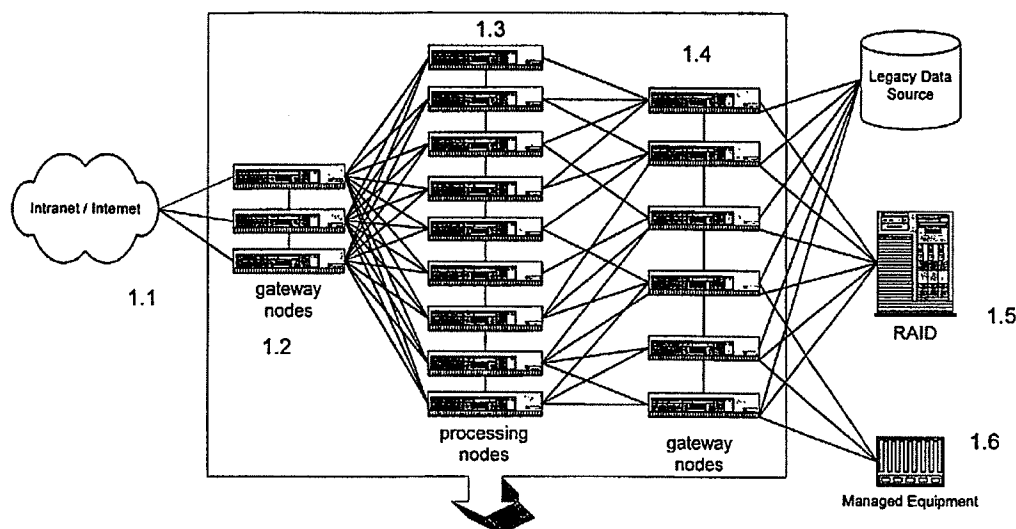 1.3
1.4
Legacy Data
Source
Intranet / Internet
1.1
gateway
nodes
1.2
RAID
1.5
processing
nodes
gateway
nodes
1.6
Managed Equipment